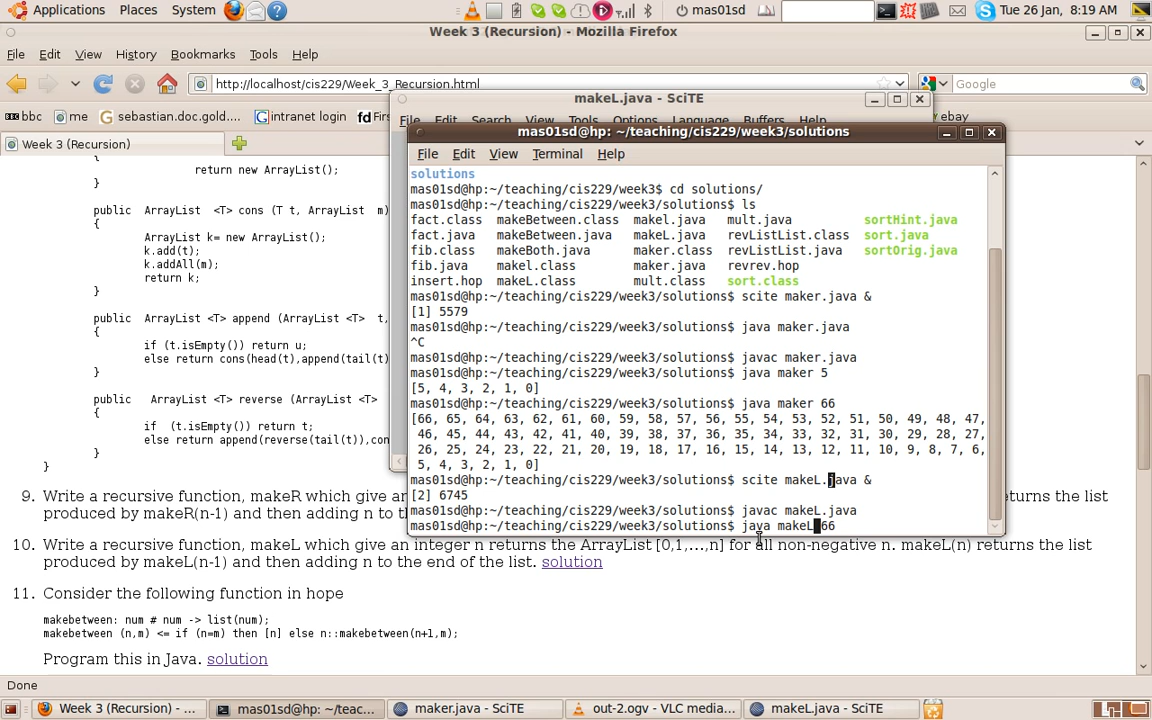 Applications Places System mas01sd Tue 26 Jan, 8:19 AM
Week 3 (Recursion) - Mozilla Firefox
File Edit View History Bookmarks Tools Help
http://localhost/cis229/Week_3_Recursion.html Google
bbc me sebastian.doc.gold.... intranet login fd Firs ebay
makeL.java - SciTE
File Edit Search View Tools Options Language Buffers Help
Week 3 (Recursion)
mas01sd@hp: ~/teaching/cis229/week3/solutions
File Edit View Terminal Help
solutions
mas01sd@hp:~/teaching/cis229/week3$ cd solutions/
mas01sd@hp:~/teaching/cis229/week3/solutions$ ls
fact.class makeBetween.class makel.java mult.java sortHint.java
fact.java makeBetween.java makeL.java revListList.class sort.java
fib.class makeBoth.java maker.class revListList.java sortOrig.java
fib.java makel.class maker.java revrev.hop
insert.hop makeL.class mult.class sort.class
mas01sd@hp:~/teaching/cis229/week3/solutions$ scite maker.java &
[1] 5579
mas01sd@hp:~/teaching/cis229/week3/solutions$ java maker.java
^C
mas01sd@hp:~/teaching/cis229/week3/solutions$ javac maker.java
mas01sd@hp:~/teaching/cis229/week3/solutions$ java maker 5
[5, 4, 3, 2, 1, 0]
mas01sd@hp:~/teaching/cis229/week3/solutions$ java maker 66
[66, 65, 64, 63, 62, 61, 60, 59, 58, 57, 56, 55, 54, 53, 52, 51, 50, 49, 48, 47,
46, 45, 44, 43, 42, 41, 40, 39, 38, 37, 36, 35, 34, 33, 32, 31, 30, 29, 28, 27,
26, 25, 24, 23, 22, 21, 20, 19, 18, 17, 16, 15, 14, 13, 12, 11, 10, 9, 8, 7, 6,
5, 4, 3, 2, 1, 0]
mas01sd@hp:~/teaching/cis229/week3/solutions$ scite makeL.java &
[2] 6745
mas01sd@hp:~/teaching/cis229/week3/solutions$ javac makeL.java
mas01sd@hp:~/teaching/cis229/week3/solutions$ java makeL 66
}
return new ArrayList();
}
public ArrayList <T> cons (T t, ArrayList m)
{
ArrayList k= new ArrayList();
k.add(t);
k.addAll(m);
return k;
}
public ArrayList <T> append (ArrayList <T> t,
{
if (t.isEmpty()) return u;
else return cons(head(t),append(tail(t)
}
public ArrayList <T> reverse (ArrayList <T>
{
if (t.isEmpty()) return t;
else return append(reverse(tail(t)),con
}
}
9. Write a recursive function, makeR which give an eturns the list
produced by makeR(n-1) and then adding n to th
10. Write a recursive function, makeL which give an integer n returns the ArrayList [0,1,...,n] for all non-negative n. makeL(n) returns the list
produced by makeL(n-1) and then adding n to the end of the list. solution
11. Consider the following function in hope
makebetween: num # num -> list(num);
makebetween (n,m) <= if (n=m) then [n] else n::makebetween(n+1,m);
Program this in Java. solution
Done
Week 3 (Recursion) - ... mas01sd@hp: ~/teac... maker.java - SciTE out-2.ogv - VLC media... makeL.java - SciTE